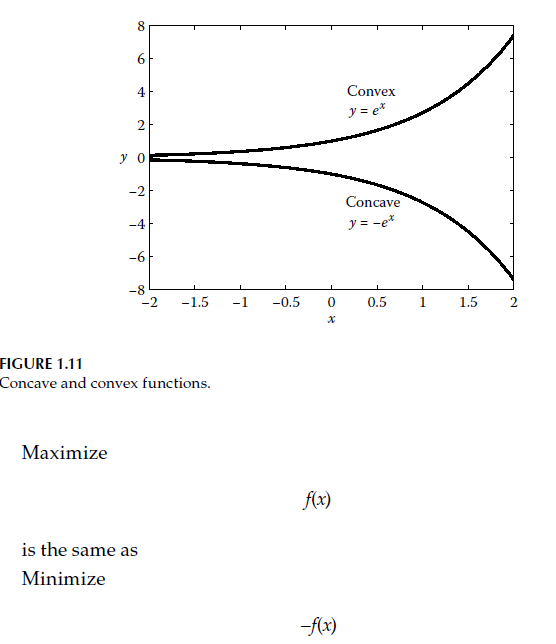 8
6
4
Convex
y = e^x
2
y 0
−2
Concave
−4
y = −e^x
−6
−8
−2 −1.5 −1 −0.5 0 0.5 1 1.5 2
x
FIGURE 1.11
Concave and convex functions.
Maximize
f(x)
is the same as
Minimize
−f(x)